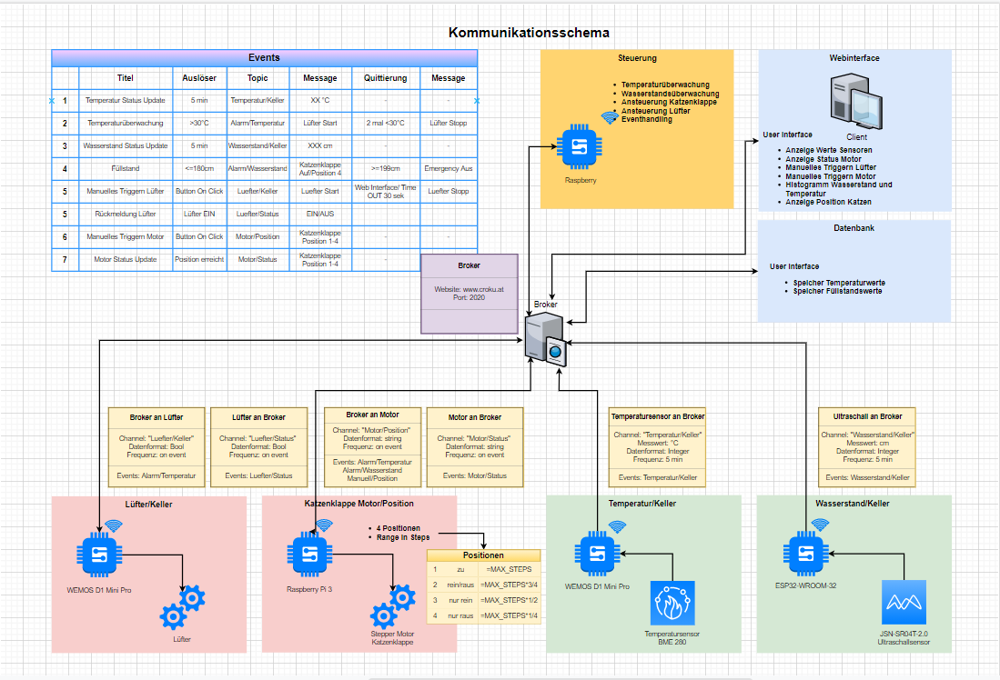 Kommunikationsschema
Events
Titel Auslöser Topic Message Quittierung Message
1 Temperatur Status Update 5 min Temperatur/Keller XX °C - -
2 Temperaturüberwachung >30°C Alarm/Temperatur Lüfter Start 2 mal <30°C Lüfter Stopp
3 Wasserstand Status Update 5 min Wasserstand/Keller XXX cm - -
4 Füllstand <=180cm Alarm/Wasserstand Katzenklappe Auf/Position 4 >=199cm Emergency Aus
5 Manuelles Triggern Lüfter Button On Click Luefter/Keller Luefter Start Web Interface/ Time OUT 30 sek Luefter Stopp
5 Rückmeldung Lüfter Lüfter EIN Luefter/Status EIN/AUS
6 Manuelles Triggern Motor Button On Click Motor/Position Katzenklappe Position 1-4 - -
7 Motor Status Update Position erreicht Motor/Status Katzenklappe Position 1-4 -
Steuerung
• Temperaturüberwachung
• Wasserstandsüberwachung
• Ansteuerung Katzenklappe
• Ansteuerung Lüfter
• Eventhandling
Raspberry
Webinterface
Client
User Interface
• Anzeige Werte Sensoren
• Anzeige Status Motor
• Manuelles Triggern Lüfter
• Manuelles Triggern Motor
• Histogramm Wasserstand und
Temperatur
• Anzeige Position Katzen
Datenbank
User Interface
• Speicher Temperaturwerte
• Speicher Füllstandswerte
Broker
Website: www.croku.at
Port: 2020
Broker
Broker an Lüfter
Channel: "Luefter/Keller"
Datenformat: Bool
Frequenz: on event
Events: Alarm/Temperatur
Lüfter an Broker
Channel: "Luefter/Status"
Datenformat: Bool
Frequenz: on event
Events: Luefter/Status
Broker an Motor
Channel: "Motor/Position"
Datenformat: string
Frequenz: on event
Events: Alarm/Temperatur
Alarm/Wasserstand
Manuell/Position
Motor an Broker
Channel: "Motor/Status"
Datenformat: string
Frequenz: on event
Events: Motor/Status
Temperatursensor an Broker
Channel: "Temperatur/Keller"
Messwert: °C
Datenformat: Integer
Frequenz: 5 min
Events: Temperatur/Keller
Ultraschall an Broker
Channel: "Wasserstand/Keller"
Messwert: cm
Datenformat: Integer
Frequenz: 5 min
Events: Wasserstand/Keller
Lüfter/Keller
WEMOS D1 Mini Pro
Lüfter
Katzenklappe Motor/Position
• 4 Positionen
• Range in Steps
Raspberry Pi 3
Stepper Motor
Katzenklappe
Positionen
1 zu =MAX_STEPS
2 rein/raus =MAX_STEPS*3/4
3 nur rein =MAX_STEPS*1/2
4 nur raus =MAX_STEPS*1/4
Temperatur/Keller
WEMOS D1 Mini Pro
Temperatursensor
BME 280
Wasserstand/Keller
ESP32-WROOM-32
JSN-SR04T-2.0
Ultraschallsensor